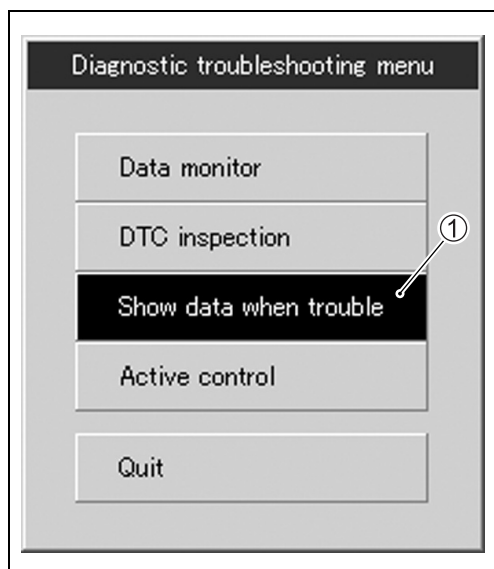 Diagnostic troubleshooting menu
Data monitor
DTC inspection
①
Show data when trouble
Active control
Quit